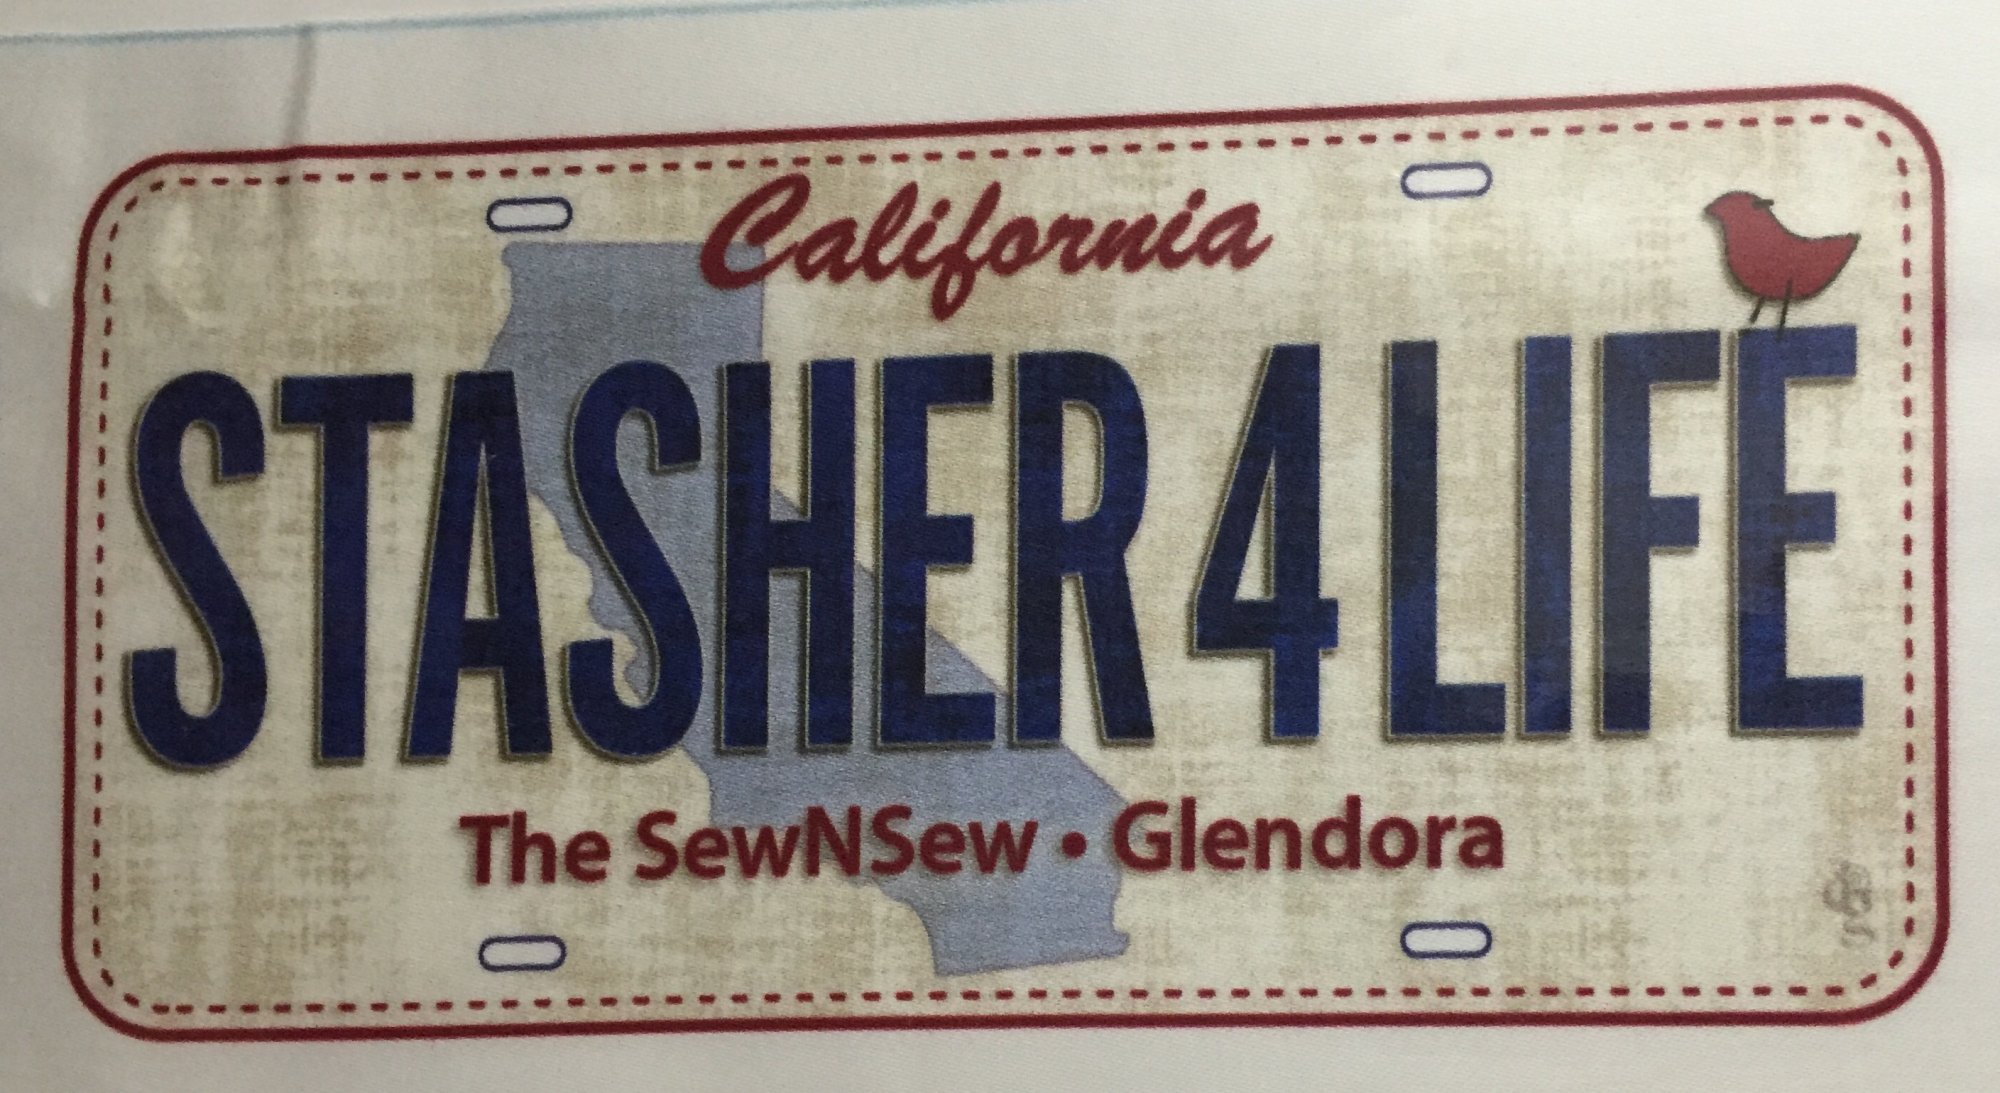 California
STASHER 4 LIFE
The SewNSew • Glendora